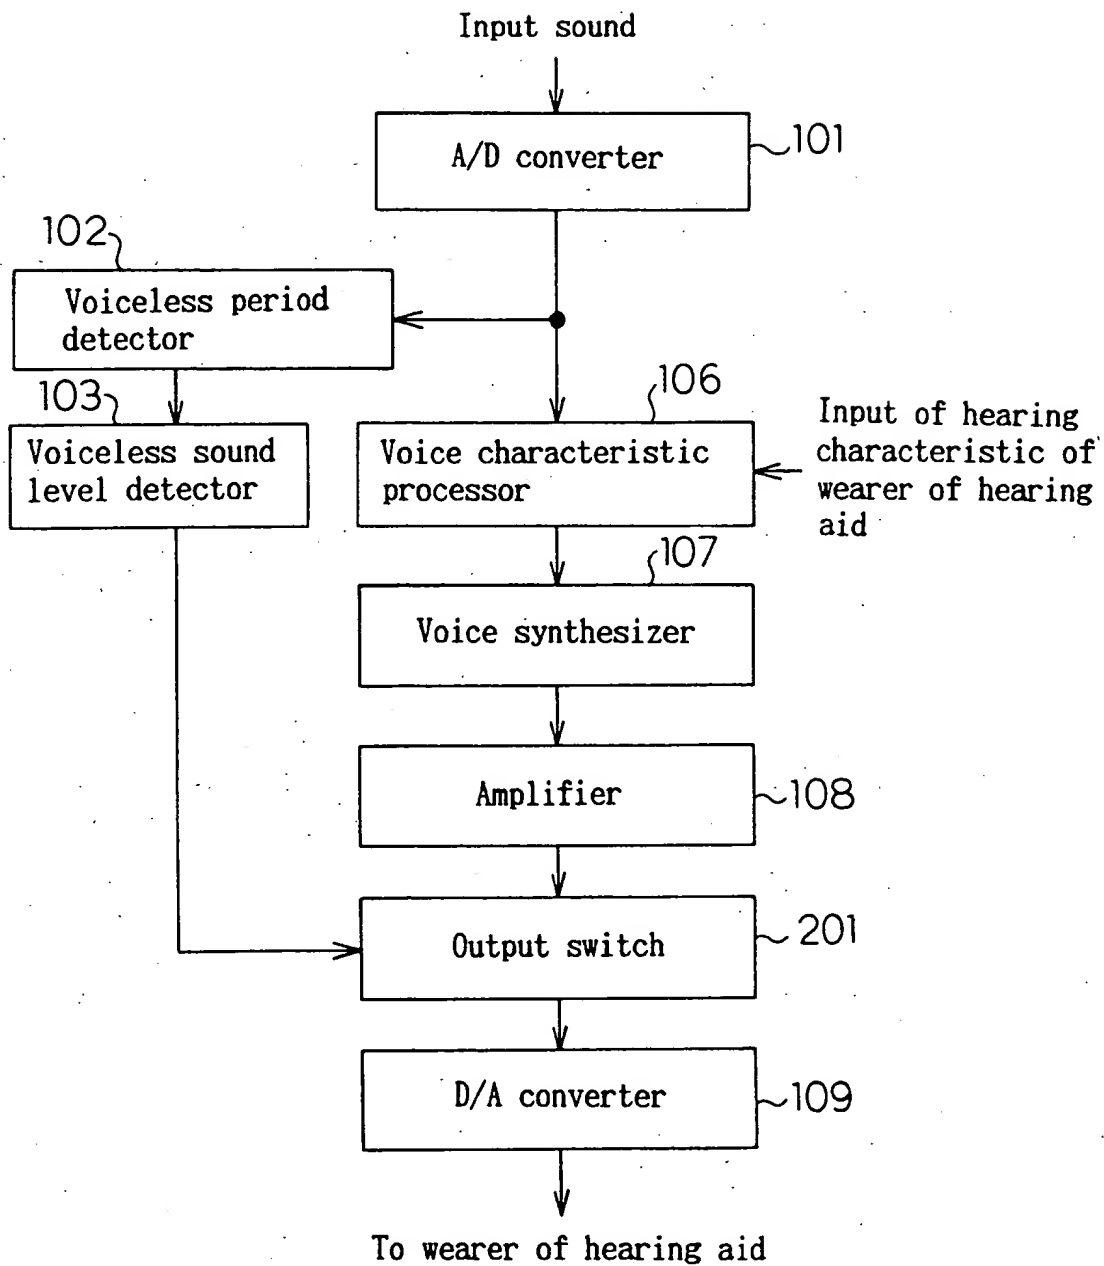 Input sound
A/D converter
101
102
Voiceless period
detector
103
106
Voiceless sound
level detector
Voice characteristic
processor
Input of hearing
characteristic of
wearer of hearing
aid
107
Voice synthesizer
Amplifier
108
Output switch
201
D/A converter
109
To wearer of hearing aid